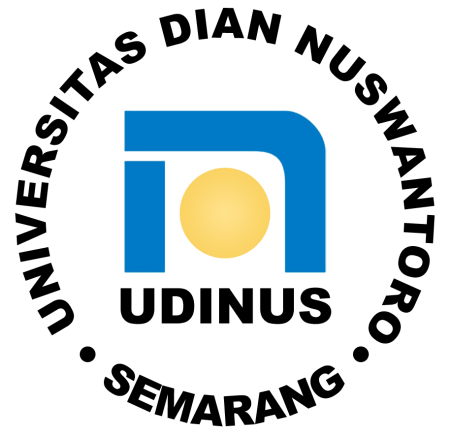 UNIVERSITAS DIAN NUSWANTORO
UDINUS
• SEMARANG •